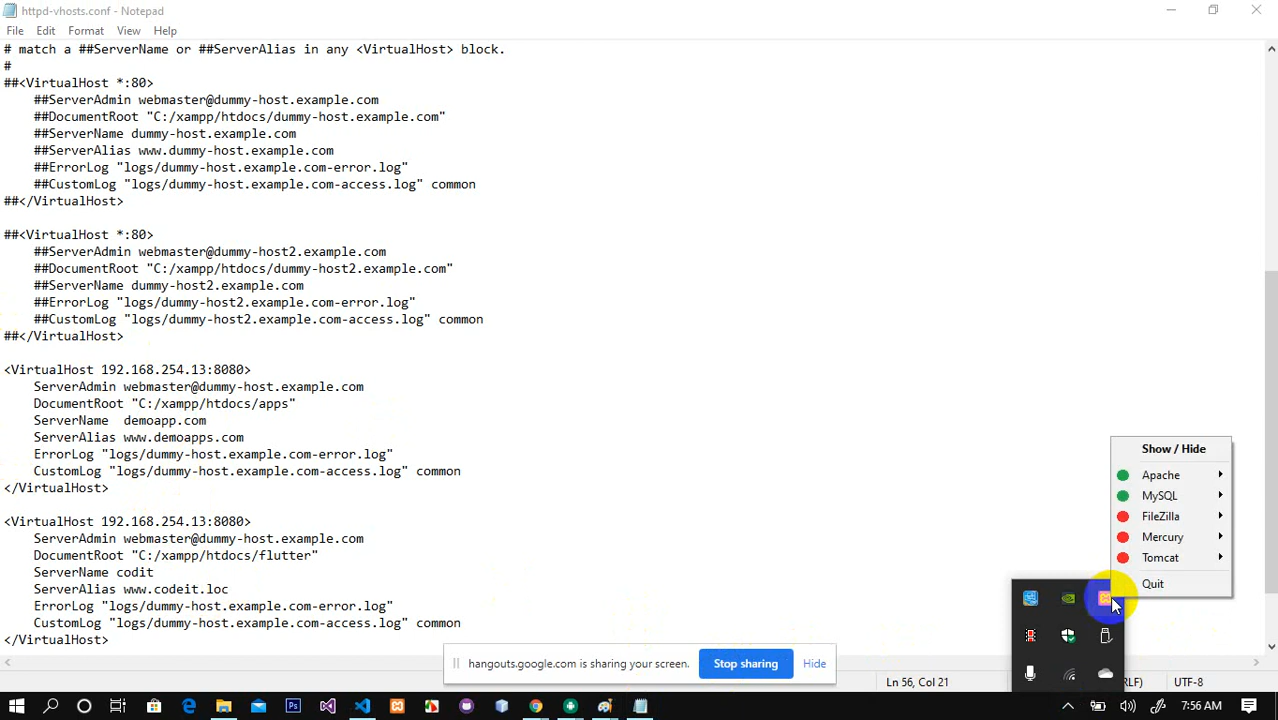 httpd-vhosts.conf - Notepad
File Edit Format View Help
# match a ##ServerName or ##ServerAlias in any <VirtualHost> block.
#
##<VirtualHost *:80>
##ServerAdmin webmaster@dummy-host.example.com
##DocumentRoot "C:/xampp/htdocs/dummy-host.example.com"
##ServerName dummy-host.example.com
##ServerAlias www.dummy-host.example.com
##ErrorLog "logs/dummy-host.example.com-error.log"
##CustomLog "logs/dummy-host.example.com-access.log" common
##</VirtualHost>
##<VirtualHost *:80>
##ServerAdmin webmaster@dummy-host2.example.com
##DocumentRoot "C:/xampp/htdocs/dummy-host2.example.com"
##ServerName dummy-host2.example.com
##ErrorLog "logs/dummy-host2.example.com-error.log"
##CustomLog "logs/dummy-host2.example.com-access.log" common
##</VirtualHost>
<VirtualHost 192.168.254.13:8080>
ServerAdmin webmaster@dummy-host.example.com
DocumentRoot "C:/xampp/htdocs/apps"
ServerName  demoapp.com
ServerAlias www.demoapps.com
ErrorLog "logs/dummy-host.example.com-error.log"
CustomLog "logs/dummy-host.example.com-access.log" common
</VirtualHost>
<VirtualHost 192.168.254.13:8080>
ServerAdmin webmaster@dummy-host.example.com
DocumentRoot "C:/xampp/htdocs/flutter"
ServerName codit
ServerAlias www.codeit.loc
ErrorLog "logs/dummy-host.example.com-error.log"
CustomLog "logs/dummy-host.example.com-access.log" common
</VirtualHost>
Show / Hide
Apache
MySQL
FileZilla
Mercury
Tomcat
Quit
hangouts.google.com is sharing your screen. Stop sharing Hide
Ln 56, Col 21 RLF) UTF-8
7:56 AM